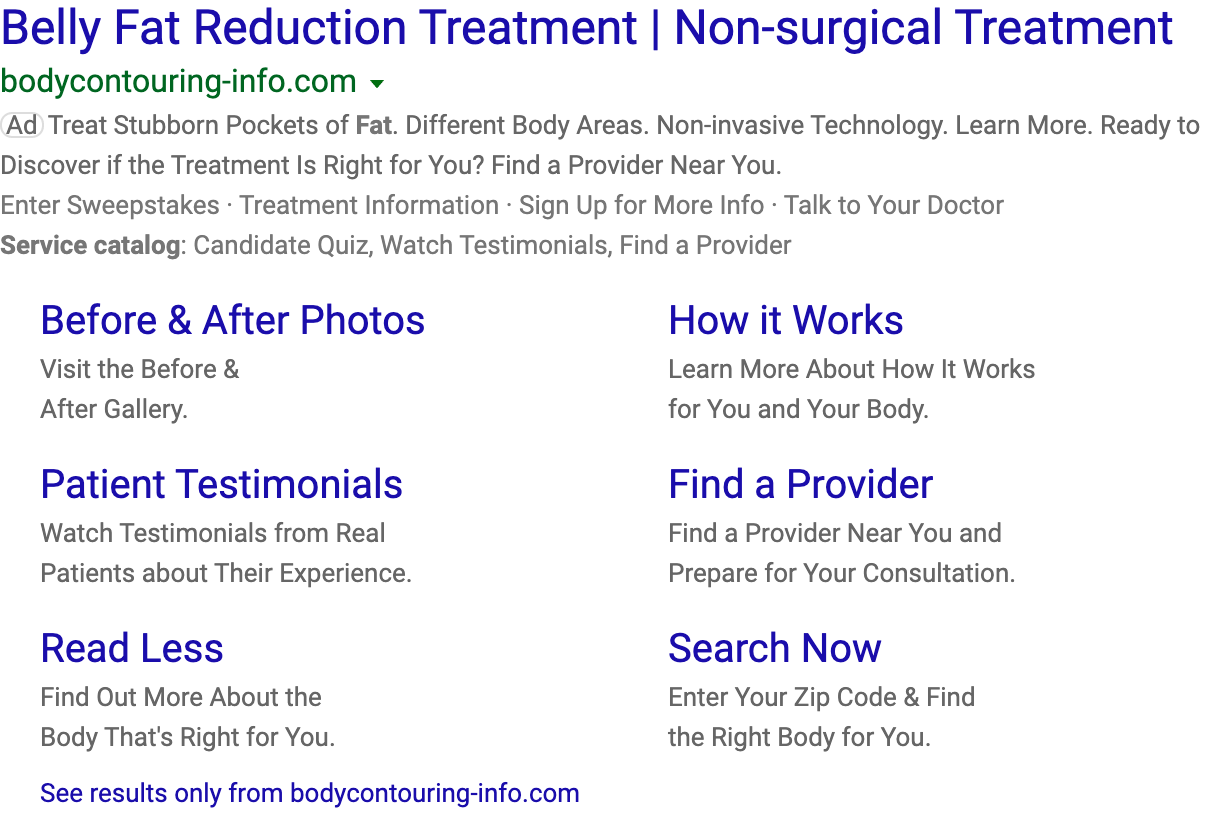 Belly Fat Reduction Treatment | Non-surgical Treatment
bodycontouring-info.com
Ad Treat Stubborn Pockets of Fat. Different Body Areas. Non-invasive Technology. Learn More. Ready to
Discover if the Treatment Is Right for You? Find a Provider Near You.
Enter Sweepstakes · Treatment Information · Sign Up for More Info · Talk to Your Doctor
Service catalog: Candidate Quiz, Watch Testimonials, Find a Provider
Before & After Photos
Visit the Before &
After Gallery.
How it Works
Learn More About How It Works
for You and Your Body.
Patient Testimonials
Watch Testimonials from Real
Patients about Their Experience.
Find a Provider
Find a Provider Near You and
Prepare for Your Consultation.
Read Less
Find Out More About the
Body That's Right for You.
Search Now
Enter Your Zip Code & Find
the Right Body for You.
See results only from bodycontouring-info.com